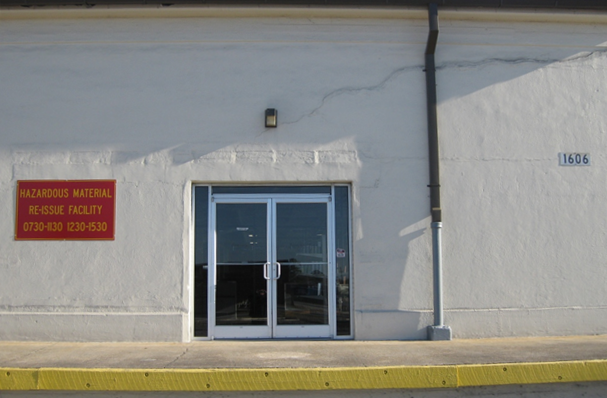 HAZARDOUS MATERIAL
RE-ISSUE FACILITY
0730-1130 1230-1530
1606